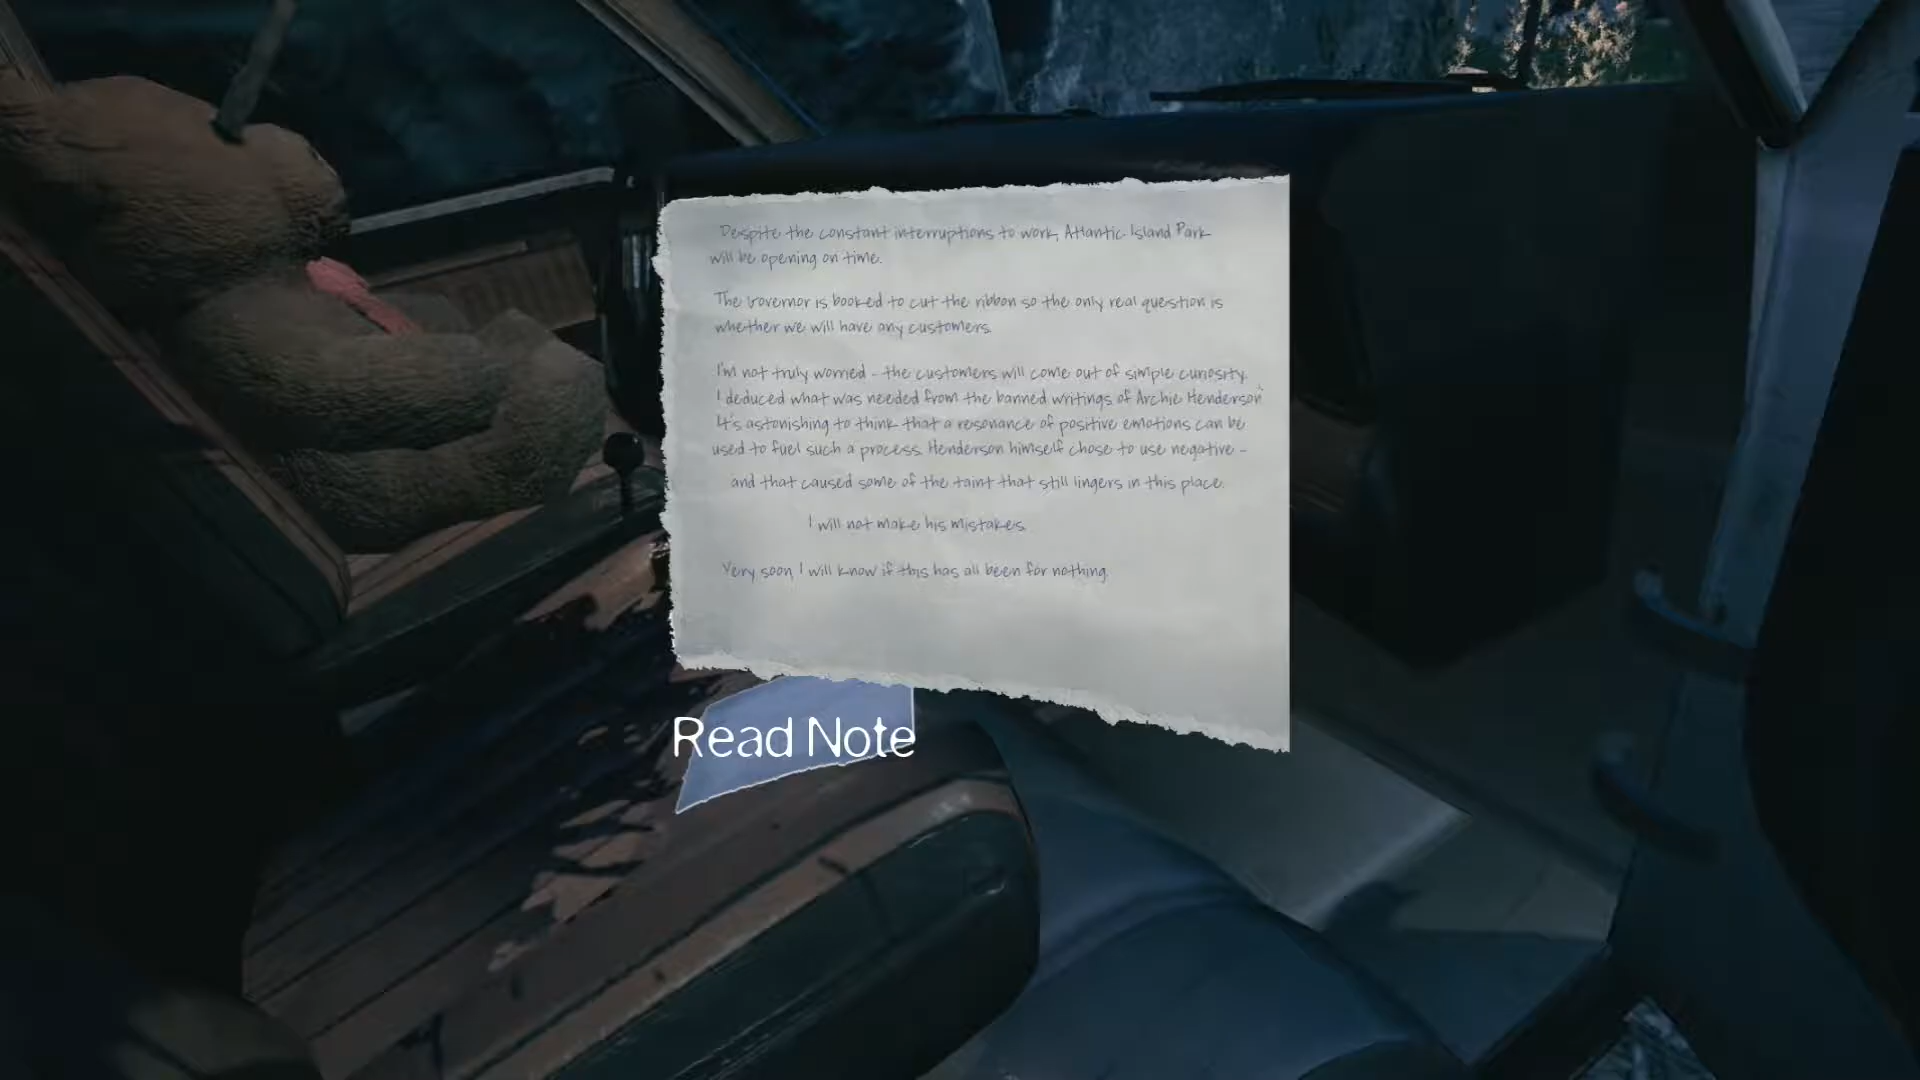 Despite the constant interruptions to work, Atlantic Island Park
will be opening on time.
The Governor is booked to cut the ribbon so the only real question is
whether we will have any customers.
I'm not truly worried - the customers will come out of simple curiosity.
I deduced what was needed from the banned writings of Archie Henderson.
It's astonishing to think that a resonance of positive emotions can be
used to fuel such a process. Henderson himself chose to use negative -
and that caused some of the taint that still lingers in this place.
I will not make his mistakes.
Very soon, I will know if this has all been for nothing.
Read Note